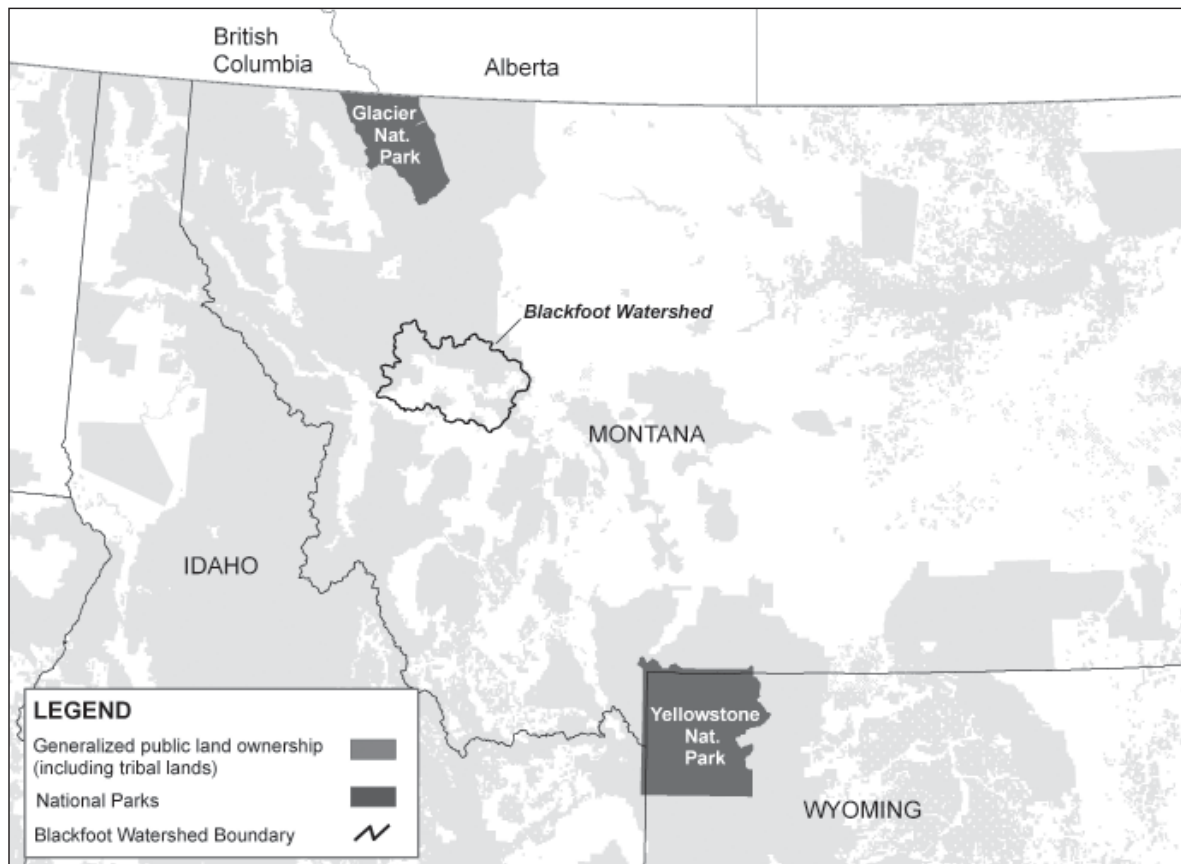 British
Columbia
Alberta
Glacier
Nat.
Park
Blackfoot Watershed
MONTANA
IDAHO
Yellowstone
Nat.
Park
WYOMING
LEGEND
Generalized public land ownership
(including tribal lands)
National Parks
Blackfoot Watershed Boundary